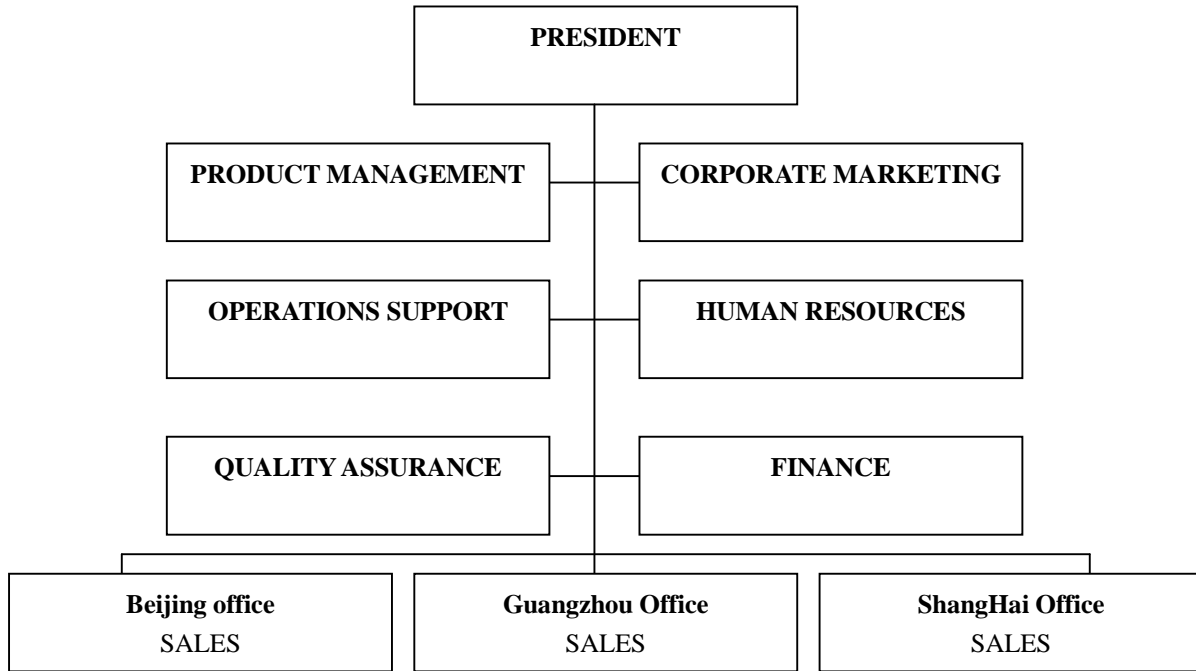 PRESIDENT
PRODUCT MANAGEMENT
CORPORATE MARKETING
OPERATIONS SUPPORT
HUMAN RESOURCES
QUALITY ASSURANCE
FINANCE
Beijing office
SALES
Guangzhou Office
SALES
ShangHai Office
SALES